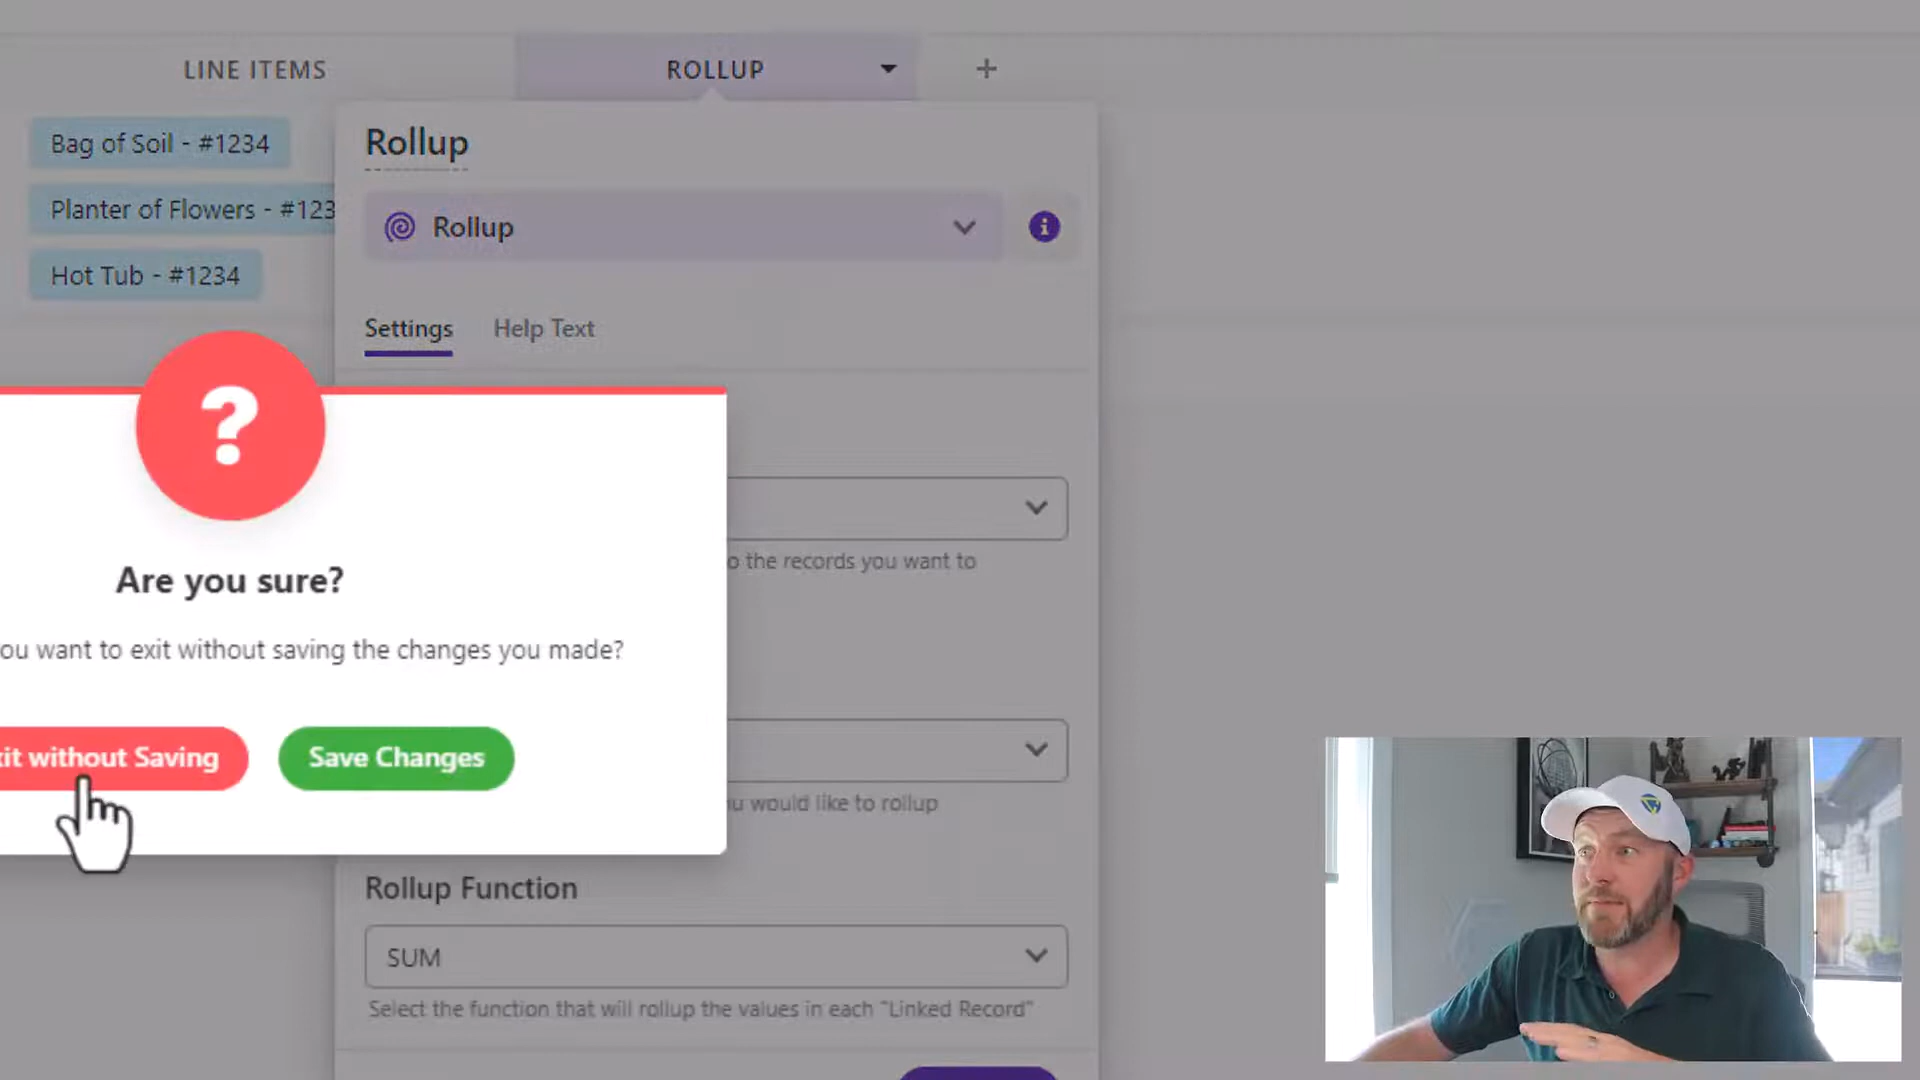 LINE ITEMS
ROLLUP
+
Bag of Soil - #1234
Planter of Flowers - #123
Hot Tub - #1234
Rollup
Rollup
Settings
Help Text
?
Are you sure?
you want to exit without saving the changes you made?
o the records you want to
Exit without Saving
Save Changes
would like to rollup
Rollup Function
SUM
Select the function that will rollup the values in each "Linked Record"